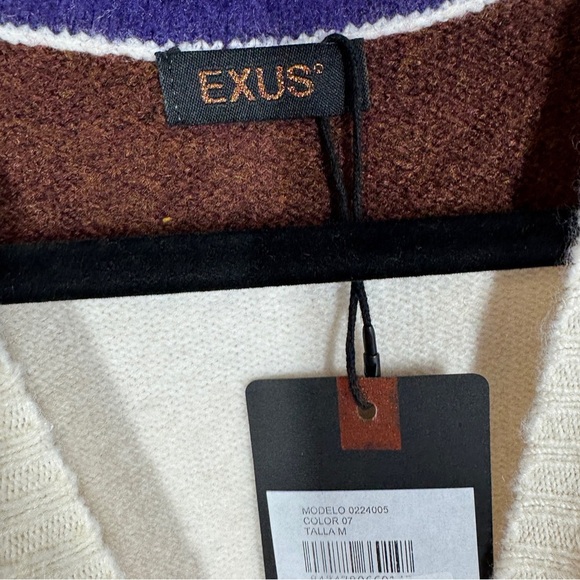 EXUS°
MODELO 0224005
COLOR 07
TALLA M